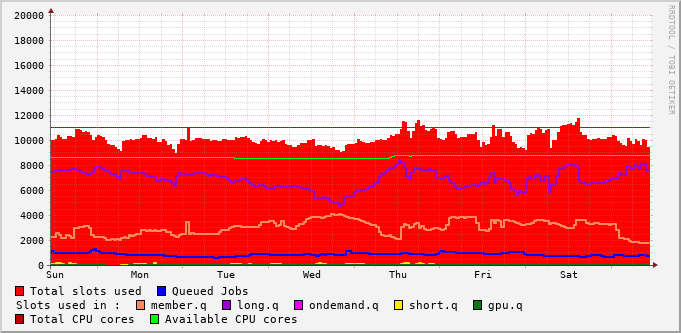 RRDTOOL / TOBI OETIKER
20000
18000
16000
14000
12000
10000
8000
6000
4000
2000
0
Sun Mon Tue Wed Thu Fri Sat
Total slots used Queued Jobs
Slots used in : member.q long.q ondemand.q short.q gpu.q
Total CPU cores Available CPU cores